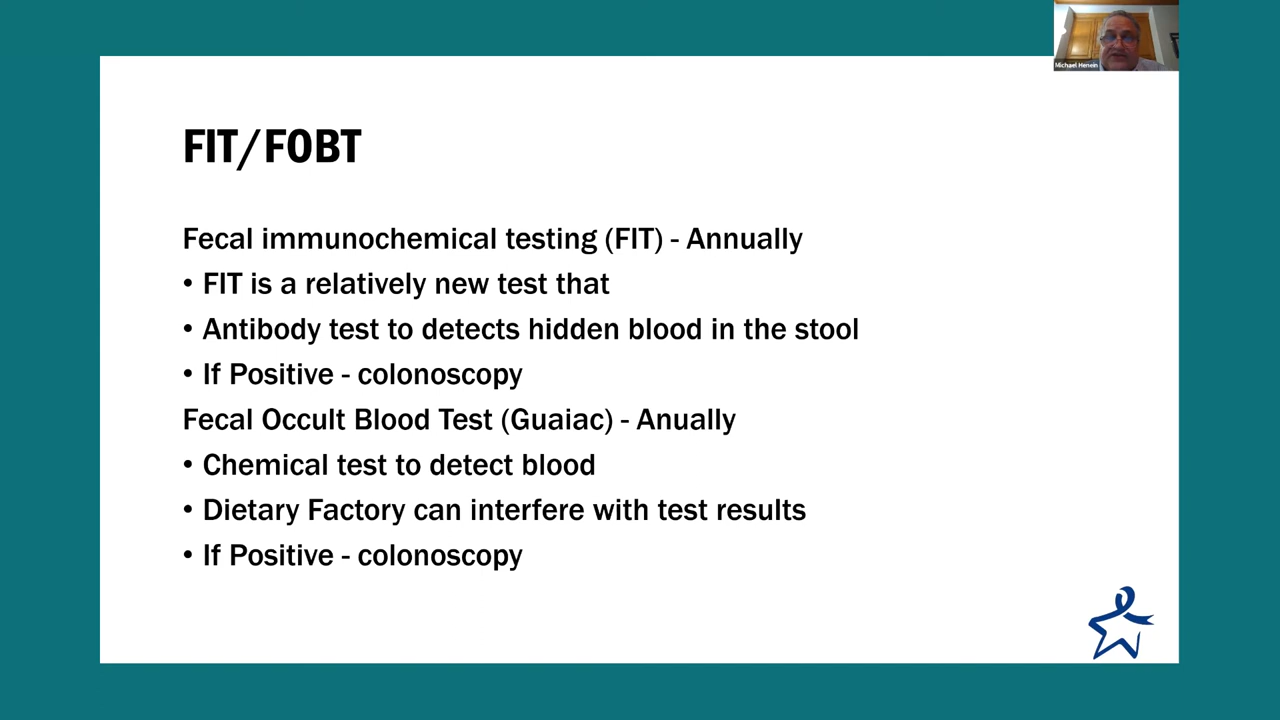 Michael Henein
FIT/FOBT
Fecal immunochemical testing (FIT) - Annually
• FIT is a relatively new test that
• Antibody test to detects hidden blood in the stool
• If Positive - colonoscopy
Fecal Occult Blood Test (Guaiac) - Anually
• Chemical test to detect blood
• Dietary Factory can interfere with test results
• If Positive - colonoscopy